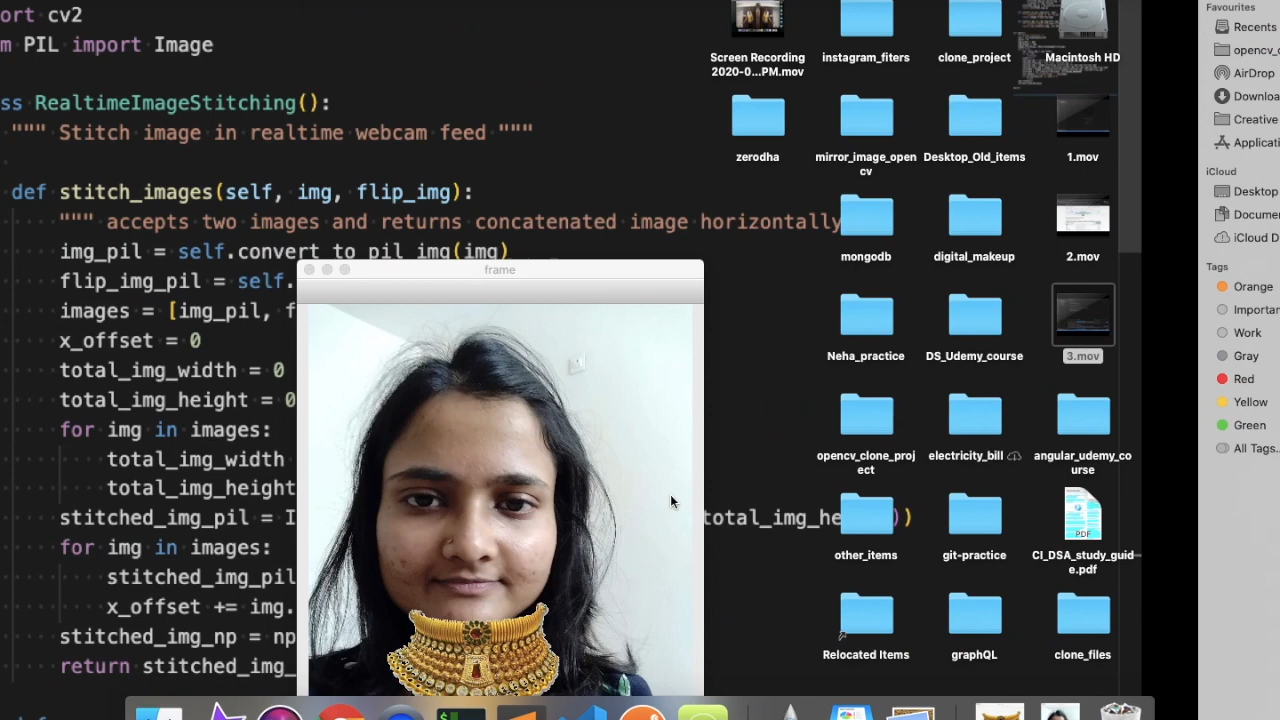 ort cv2
m PIL import Image
ss RealtimeImageStitching():
""" Stitch image in realtime webcam feed """
def stitch_images(self, img, flip_img):
""" accepts two images and returns concatenated image horizontally
img_pil = self.convert_to_pil_img(img)
flip_img_pil = self.
images = [img_pil, f
x_offset = 0
total_img_width = 0
total_img_height = 0
for img in images:
total_img_width
total_img_height
stitched_img_pil = I
total_img_he ))
for img in images:
stitched_img_pil
x_offset += img.
stitched_img_np = np
return stitched_img_
frame
Screen Recording
2020-0...PM.mov
instagram_fiters
clone_project
Macintosh HD
zerodha
mirror_image_open
cv
Desktop_Old_items
1.mov
mongodb
digital_makeup
2.mov
Neha_practice
DS_Udemy_course
3.mov
opencv_clone_proj
ect
electricity_bill
angular_udemy_co
urse
PDF
other_items
git-practice
CI_DSA_study_guid
e.pdf
Relocated Items
graphQL
clone_files
Favourites
Recents
opencv_c
AirDrop
Downloa
Creative
Applicati
iCloud
Desktop
Docume
iCloud D
Tags
Orange
Importan
Work
Gray
Red
Yellow
Green
All Tags..